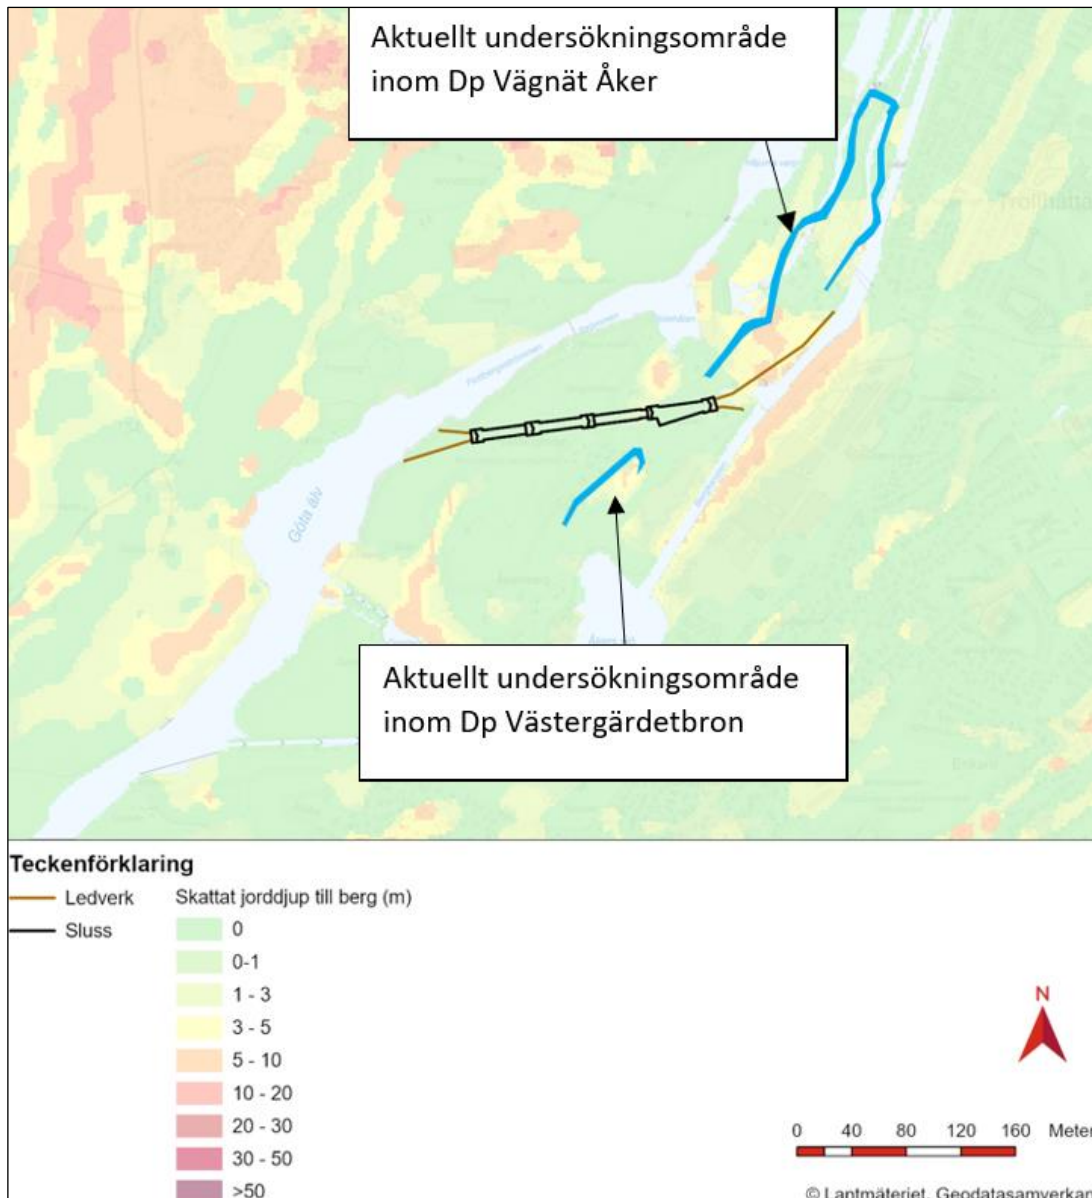 Aktuellt undersökningsområde
inom Dp Vägnät Åker
Trollhätta
Göta älv
Aktuellt undersökningsområde
inom Dp Västergärdetbron
Teckenförklaring
Ledverk
Sluss
Skattat jorddjup till berg (m)
0
0-1
1 - 3
3 - 5
5 - 10
10 - 20
20 - 30
30 - 50
>50
N
0 40 80 120 160 Meter
© Lantmäteriet, Geodatasamverkan